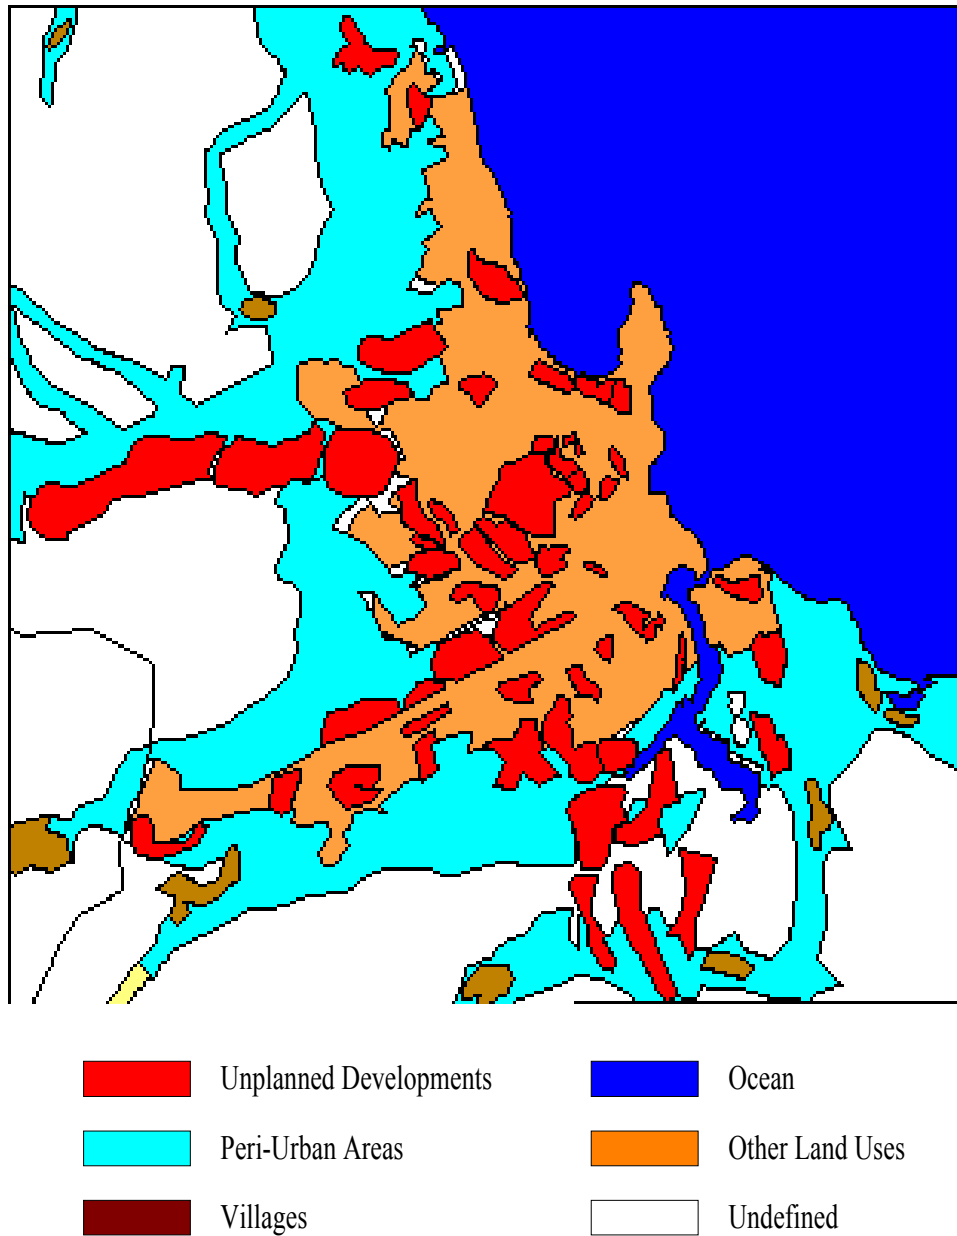 Unplanned Developments
Ocean
Peri-Urban Areas
Other Land Uses
Villages
Undefined